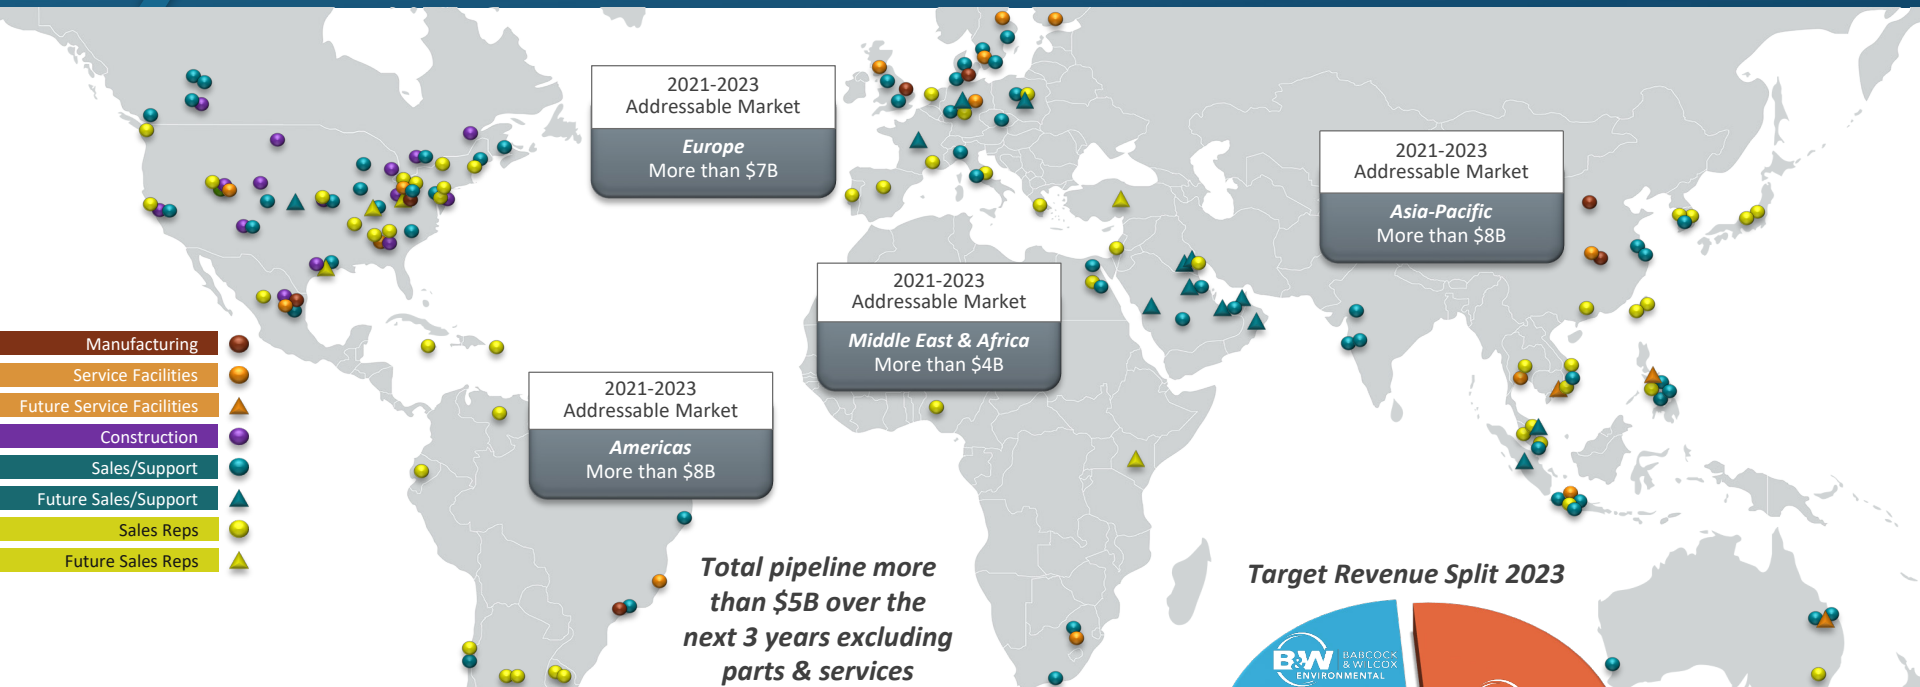 2021-2023
Addressable Market
Europe
More than $7B
2021-2023
Addressable Market
Asia-Pacific
More than $8B
2021-2023
Addressable Market
Middle East & Africa
More than $4B
2021-2023
Addressable Market
Americas
More than $8B
Manufacturing
Service Facilities
Future Service Facilities
Construction
Sales/Support
Future Sales/Support
Sales Reps
Future Sales Reps
Total pipeline more
than $5B over the
next 3 years excluding
parts & services
Target Revenue Split 2023
B&W BABCOCK
& WILCOX
ENVIRONMENTAL